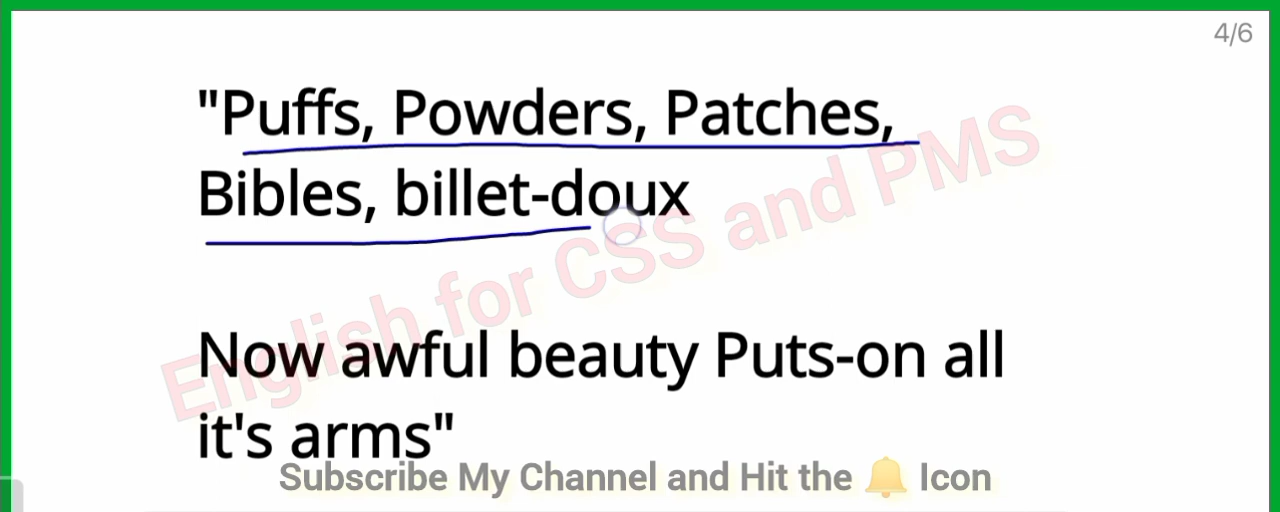 4/6
"Puffs, Powders, Patches,
Bibles, billet-doux
Now awful beauty Puts-on all
it's arms"
English for CSS and PMS
Subscribe My Channel and Hit the 🔔 Icon